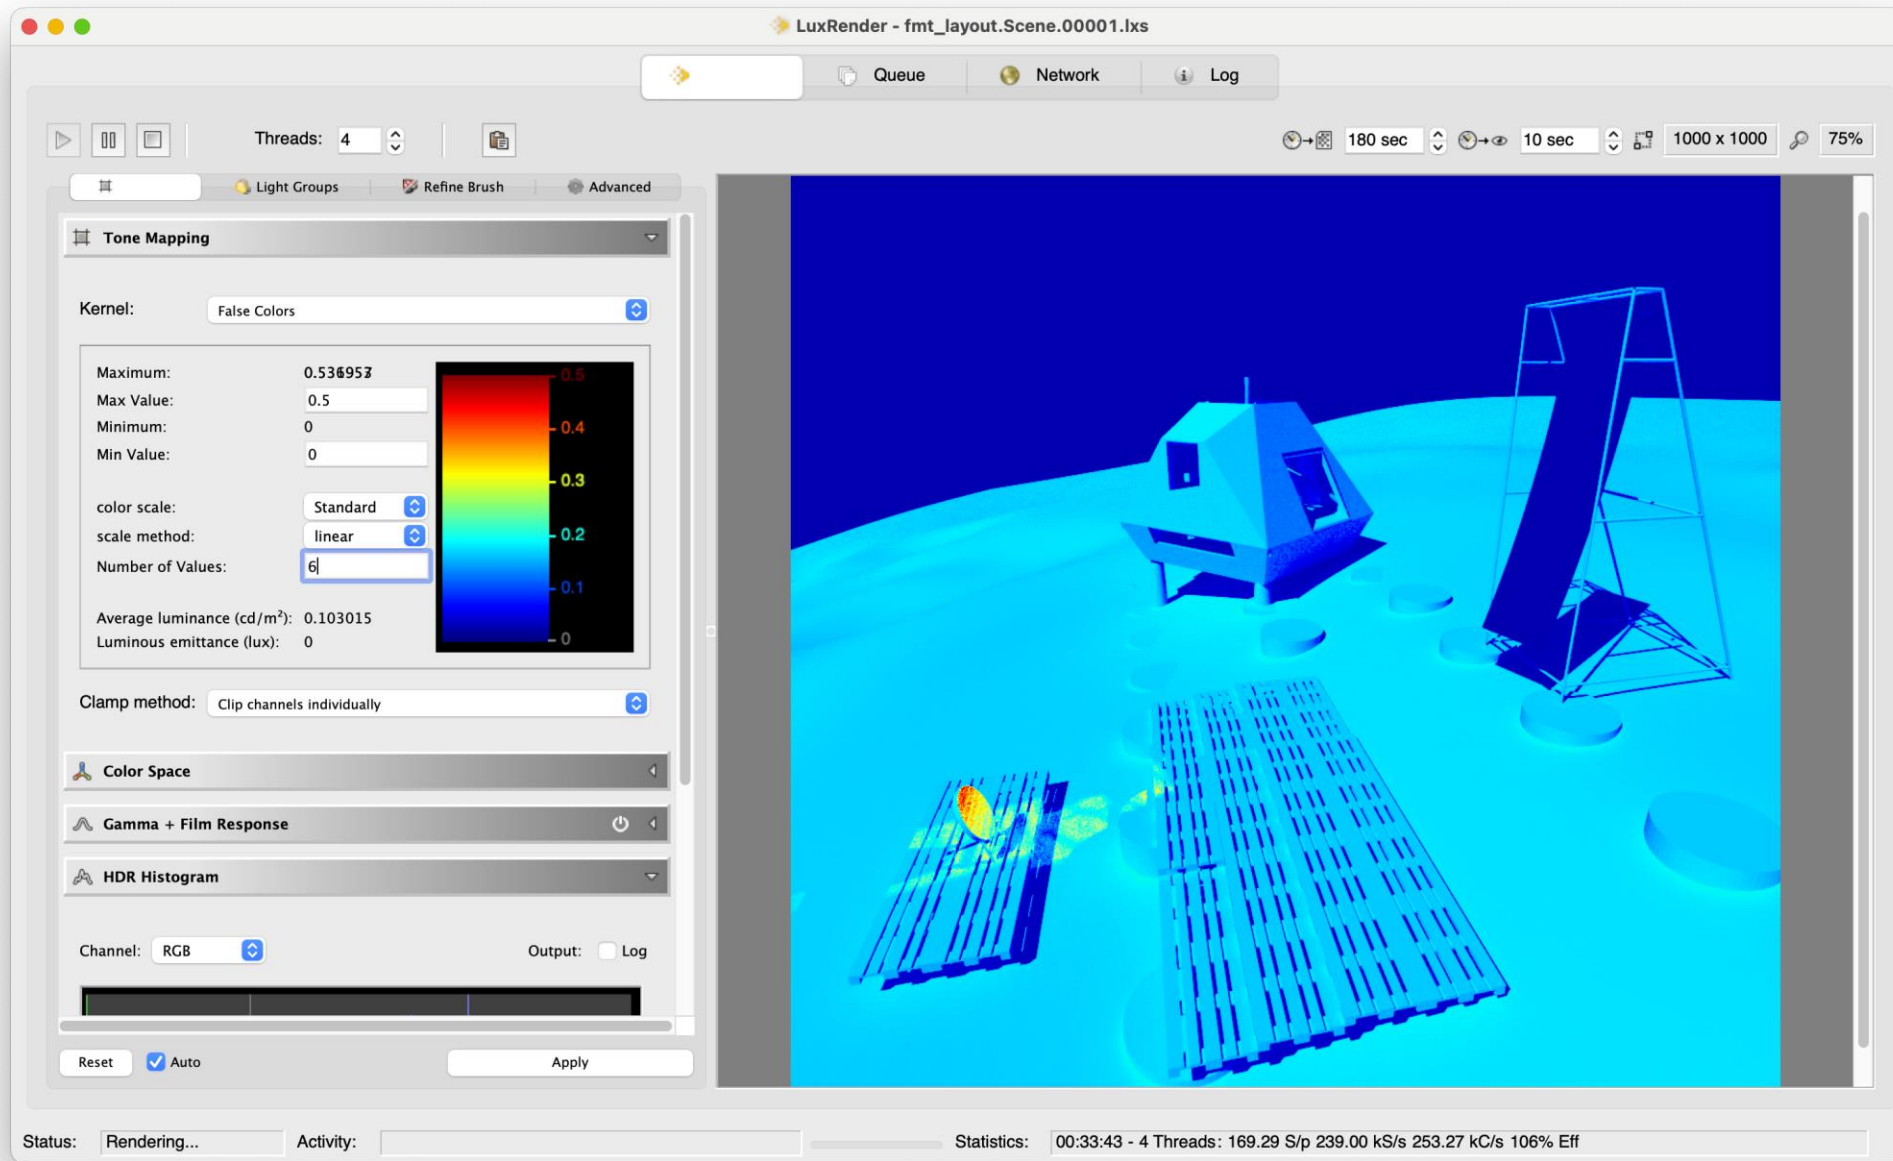 LuxRender - fmt_layout.Scene.00001.lxs
Queue Network Log
Threads: 4 180 sec 10 sec 1000 x 1000 75%
Light Groups Refine Brush Advanced
Tone Mapping
Kernel: False Colors
Maximum:
Max Value: 0.5
Minimum: 0
Min Value: 0
color scale: Standard
scale method: linear
Number of Values: 6
Average luminance (cd/m²): 0.103015
Luminous emittance (lux): 0
0.5
0.4
0.3
0.2
0.1
0
Clamp method: Clip channels individually
Color Space
Gamma + Film Response
HDR Histogram
Channel: RGB Output: Log
Reset Auto Apply
Status: Rendering... Activity: Statistics: 00:33:43 - 4 Threads: 169.29 S/p 239.00 kS/s 253.27 kC/s 106% Eff